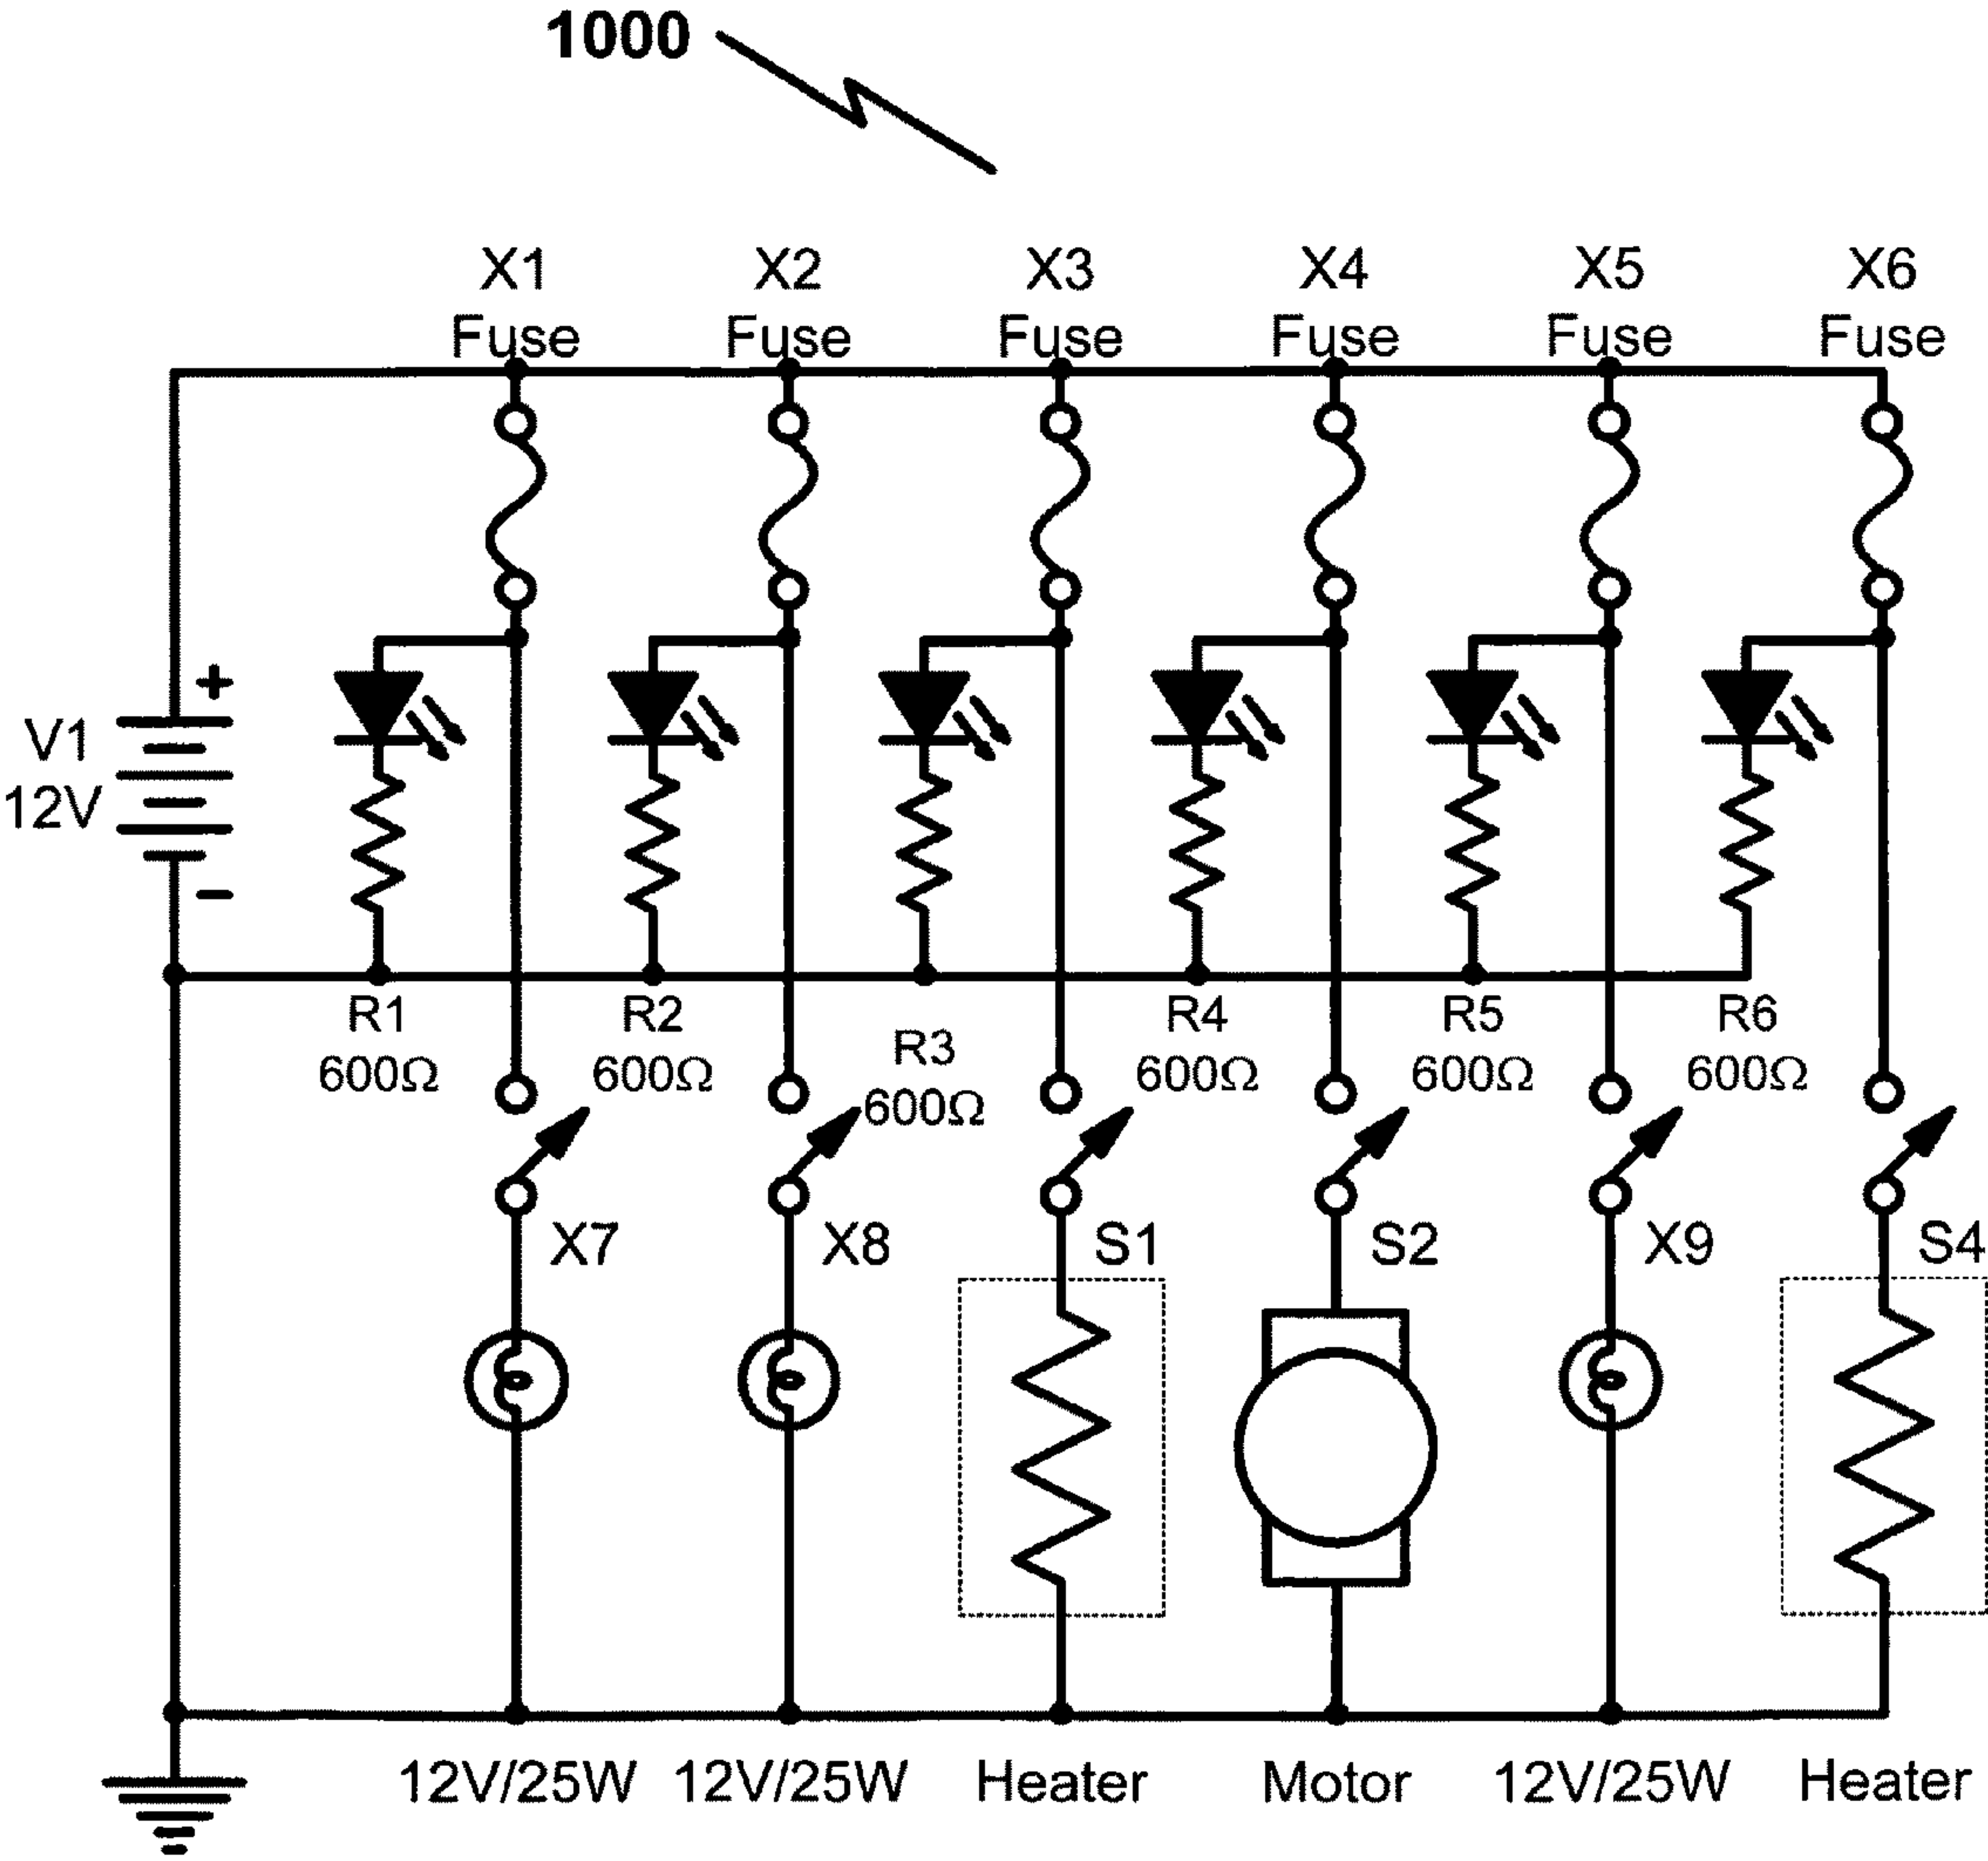 1000
X1 X2 X3 X4 X5 X6
Fuse Fuse Fuse Fuse Fuse Fuse
+
V1
12V
−
R1 R2 R3 R4 R5 R6
600Ω 600Ω 600Ω 600Ω 600Ω 600Ω
X7 X8 S1 S2 X9 S4
12V/25W 12V/25W Heater Motor 12V/25W Heater